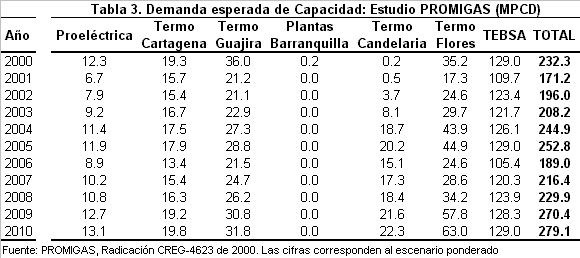 Tabla 3. Demanda esperada de Capacidad: Estudio PROMIGAS (MPCD)
Año Proeléctrica Termo Cartagena Termo Guajira Plantas Barranquilla Termo Candelaria Termo Flores TEBSA TOTAL
2000 12.3 19.3 36.0 0.2 0.2 35.2 129.0 232.3
2001 6.7 15.7 21.2 0.0 0.5 17.3 109.7 171.2
2002 7.9 15.4 21.1 0.0 3.7 24.6 123.4 196.0
2003 9.2 16.7 22.9 0.0 8.1 29.7 121.7 208.2
2004 11.4 17.5 27.3 0.0 18.7 43.9 126.1 244.9
2005 11.9 17.9 28.8 0.0 20.2 44.9 129.0 252.8
2006 8.9 13.4 21.5 0.0 15.1 24.6 105.4 189.0
2007 10.2 15.4 24.7 0.0 17.3 28.6 120.3 216.4
2008 10.8 16.3 26.2 0.0 18.4 34.2 123.9 229.9
2009 12.7 19.2 30.8 0.0 21.6 57.8 128.3 270.4
2010 13.1 19.8 31.8 0.0 22.3 63.0 129.0 279.1
Fuente: PROMIGAS, Radicación CREG-4623 de 2000. Las cifras corresponden al escenario ponderado